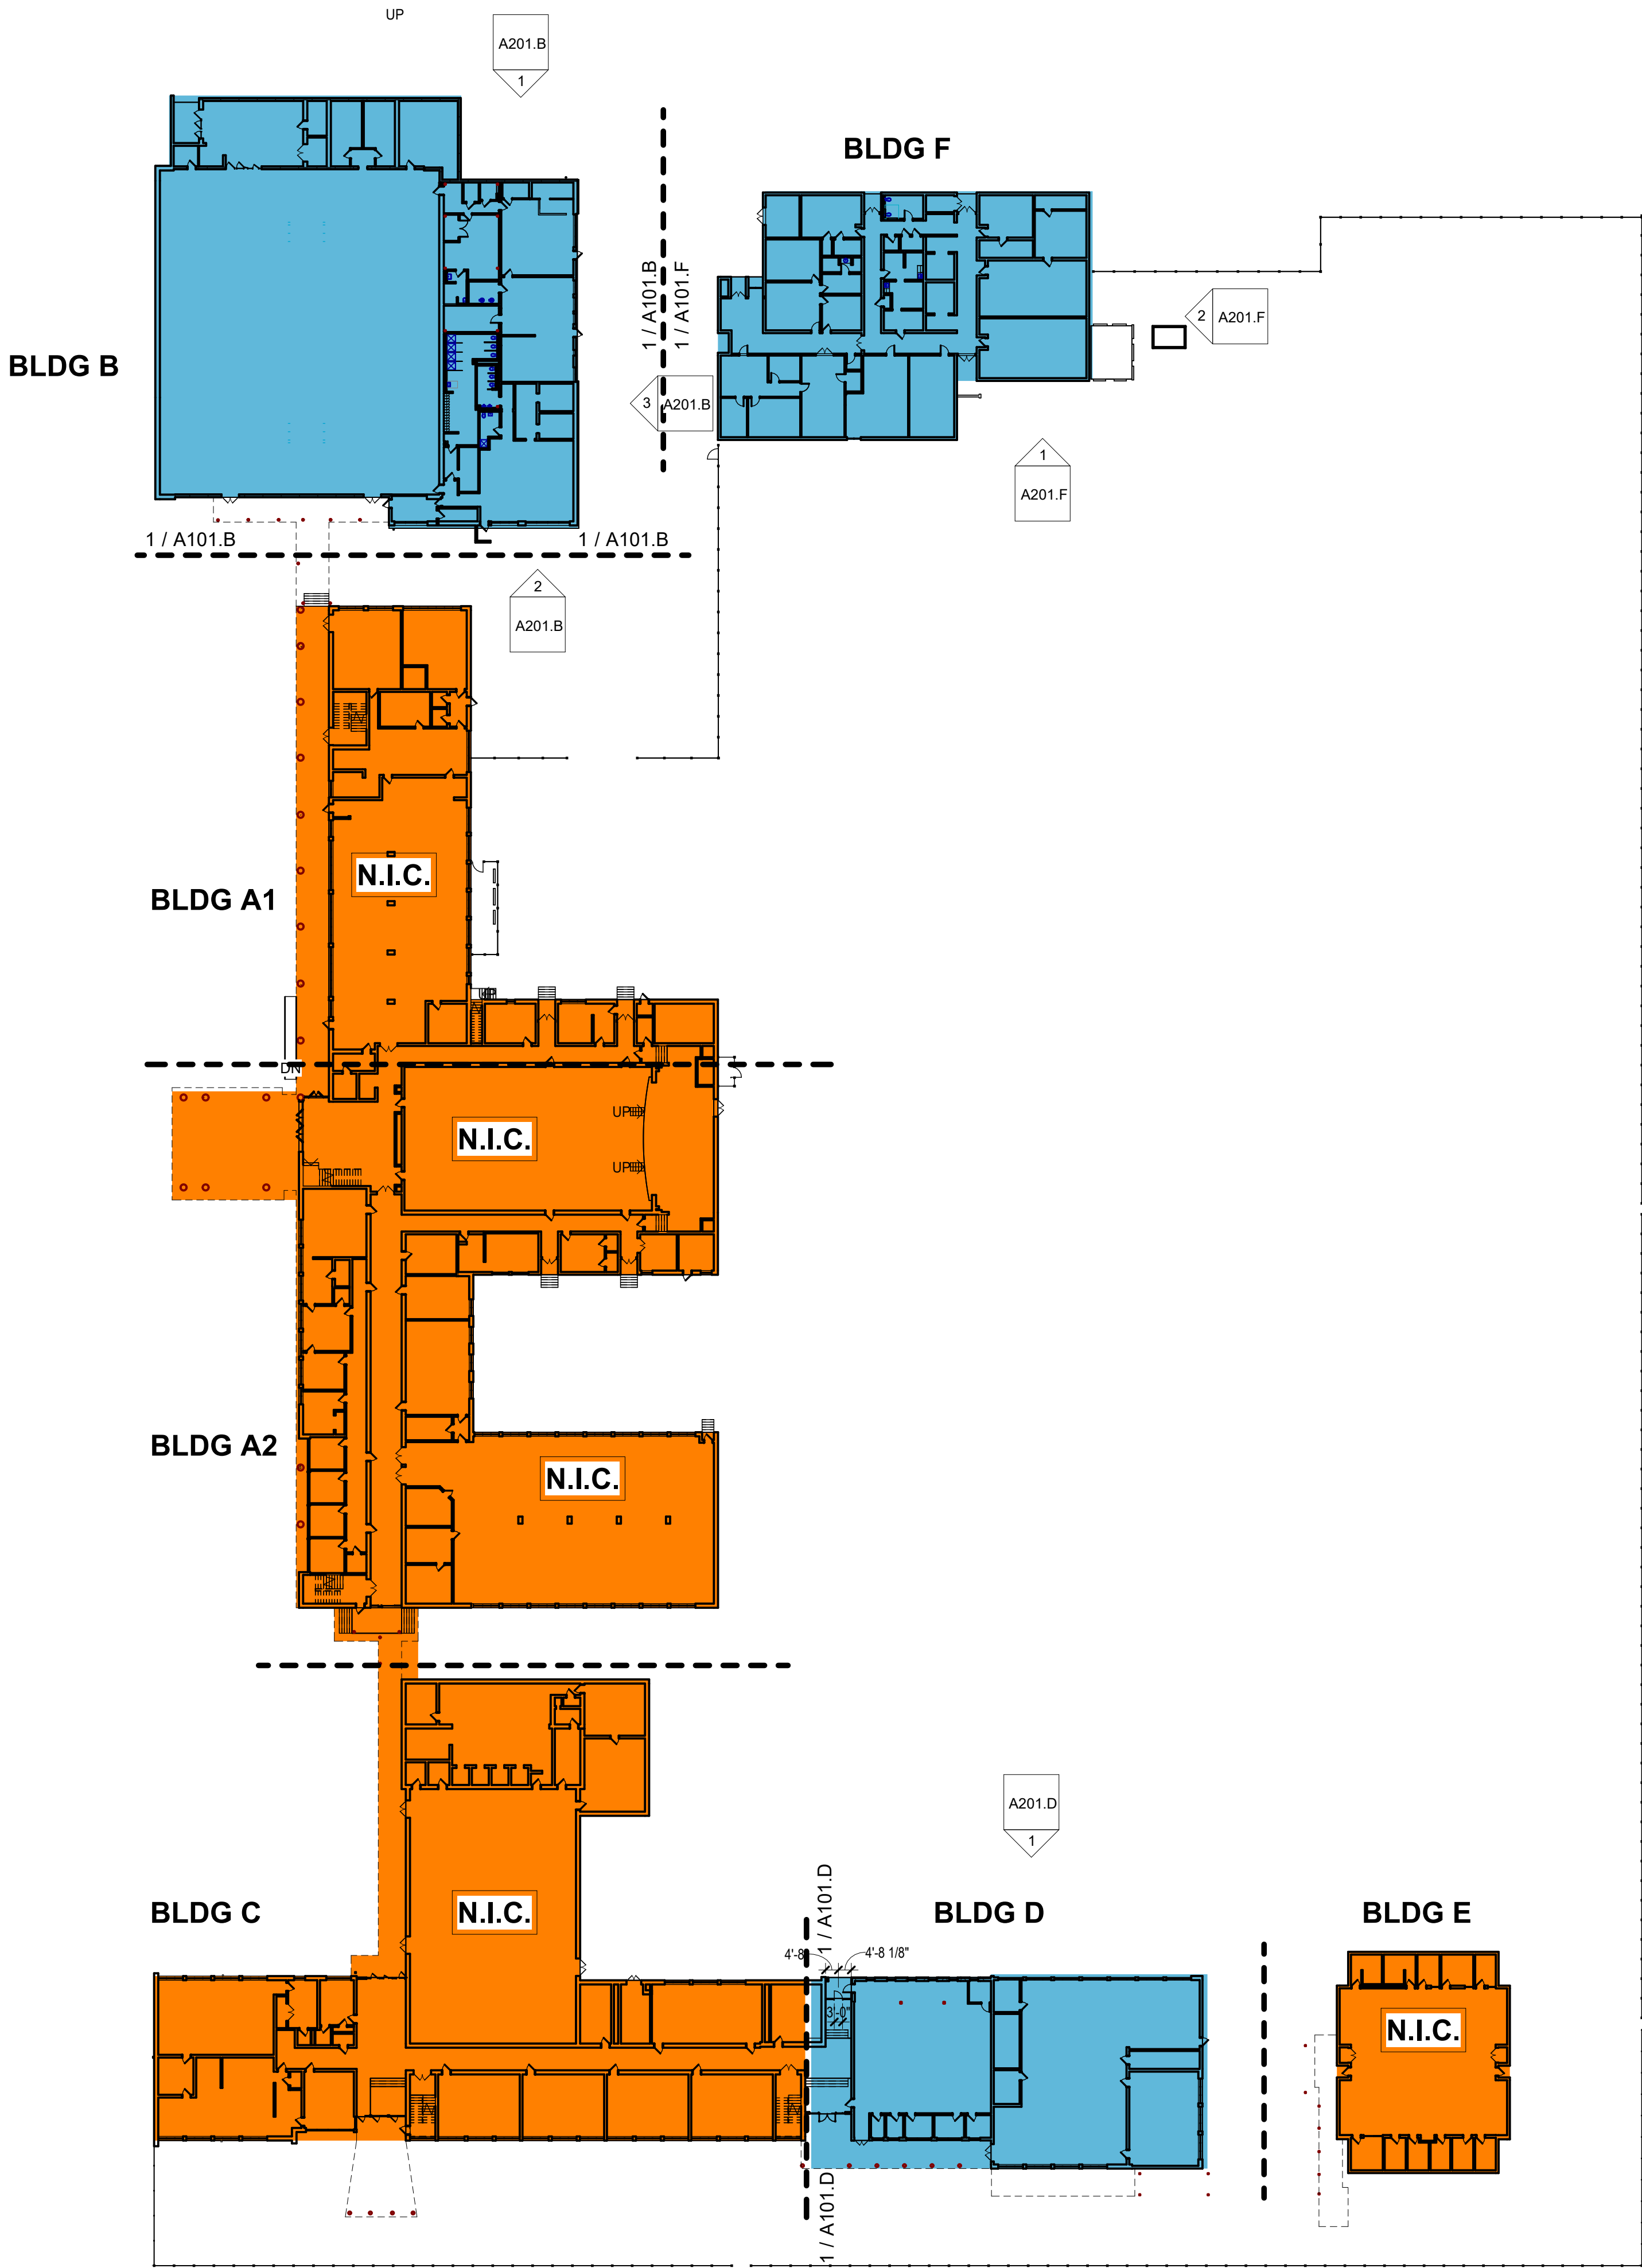 UP
A201.B
1
BLDG F
BLDG B
1 / A101.B
1 / A101.F
2
A201.F
3
A201.B
1
A201.F
1 / A101.B
1 / A101.B
2
A201.B
N.I.C.
BLDG A1
UP
DN
UP
N.I.C.
UP
BLDG A2
N.I.C.
A201.D
1
BLDG C
N.I.C.
1 / A101.D
BLDG D
BLDG E
4'-8
4'-8 1/8"
3'-0"
N.I.C.
1 / A101.D